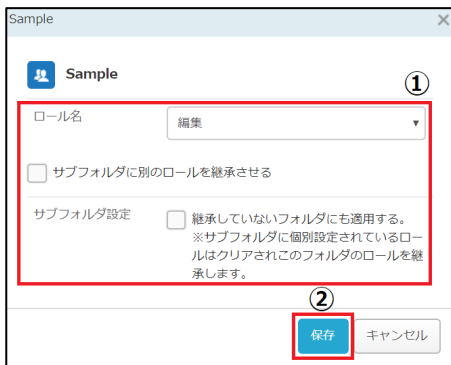 Sample
Sample
①
ロール名
編集
サブフォルダに別のロールを継承させる
サブフォルダ設定
継承していないフォルダにも適用する。
※サブフォルダに個別設定されているロー
ルはクリアされこのフォルダのロールを継
承します。
②
保存
キャンセル